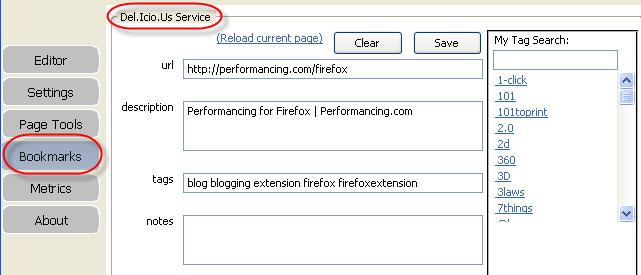 Del.Icio.Us Service
(Reload current page) Clear Save
My Tag Search:
Editor
Settings
Page Tools
Bookmarks
Metrics
About
url http://performancing.com/firefox
description Performancing for Firefox | Performancing.com
tags blog blogging extension firefox firefoxextension
notes
1-click
101
101toprint
2.0
2d
360
3D
3laws
7things